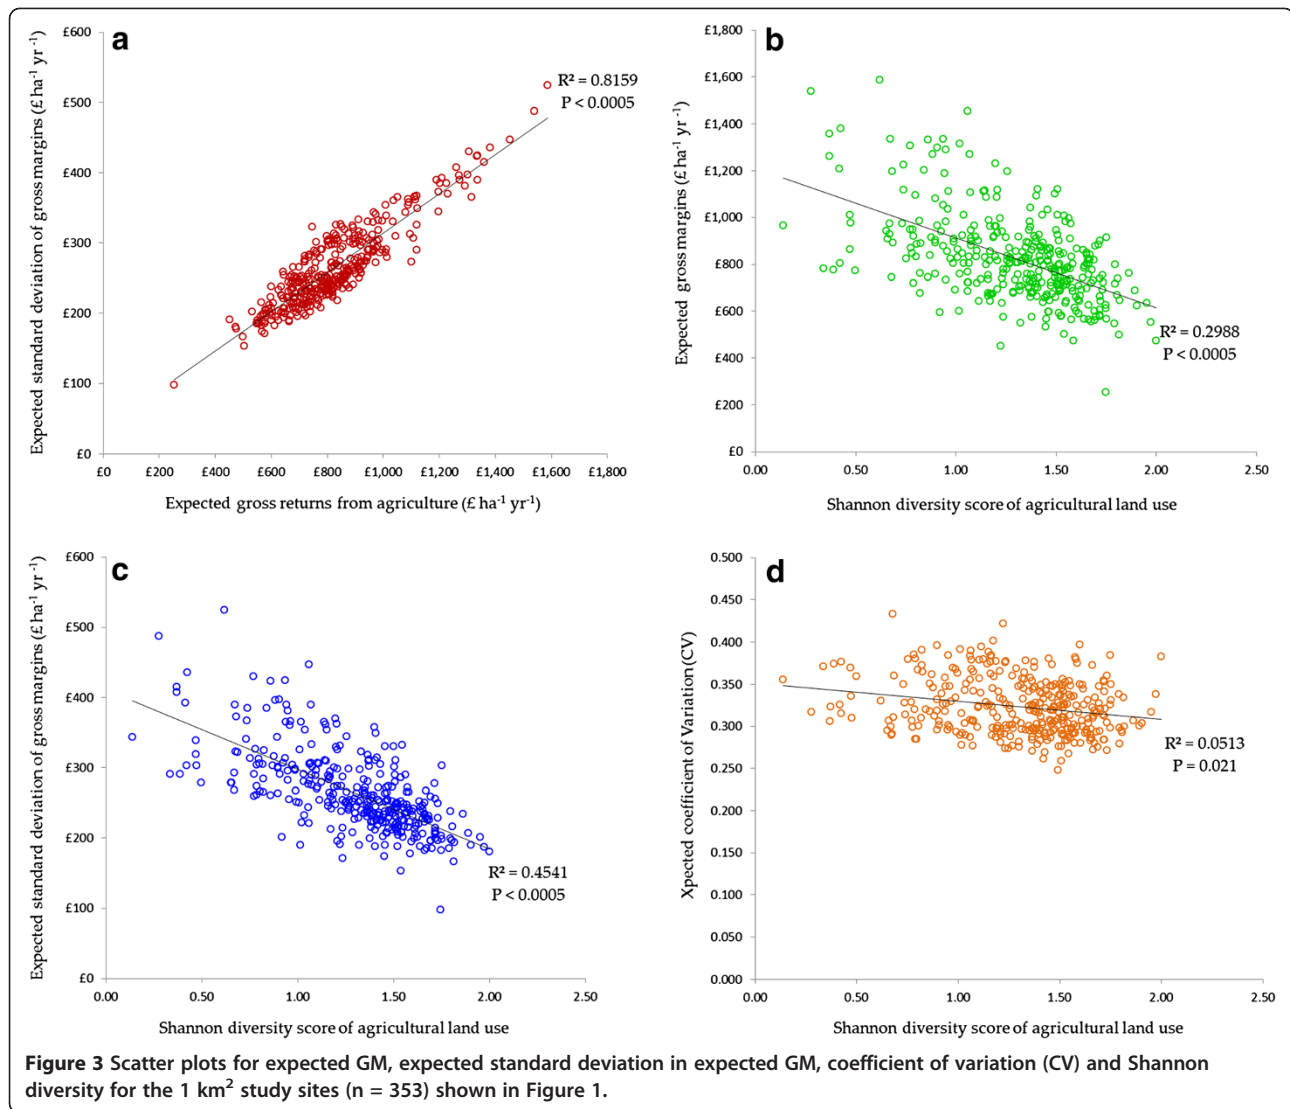 a
Expected standard deviation of gross margins (£ ha⁻¹ yr⁻¹)
£600
£500
£400
£300
£200
£100
£0
R² = 0.8159
P < 0.0005
£0 £200 £400 £600 £800 £1,000 £1,200 £1,400 £1,600 £1,800
Expected gross returns from agriculture (£ ha⁻¹ yr⁻¹)
b
Expected gross margins (£ ha⁻¹ yr⁻¹)
£1,800
£1,600
£1,400
£1,200
£1,000
£800
£600
£400
£200
£0
R² = 0.2988
P < 0.0005
0.00 0.50 1.00 1.50 2.00 2.50
Shannon diversity score of agricultural land use
c
Expected standard deviation of gross margins (£ ha⁻¹ yr⁻¹)
£600
£500
£400
£300
£200
£100
£0
R² = 0.4541
P < 0.0005
0.00 0.50 1.00 1.50 2.00 2.50
Shannon diversity score of agricultural land use
d
Xpected coefficient of Variation (CV)
0.500
0.450
0.400
0.350
0.300
0.250
0.200
0.150
0.100
0.050
0.000
R² = 0.0513
P = 0.021
0.00 0.50 1.00 1.50 2.00 2.50
Shannon diversity score of agricultural land use
Figure 3 Scatter plots for expected GM, expected standard deviation in expected GM, coefficient of variation (CV) and Shannon
diversity for the 1 km² study sites (n = 353) shown in Figure 1.